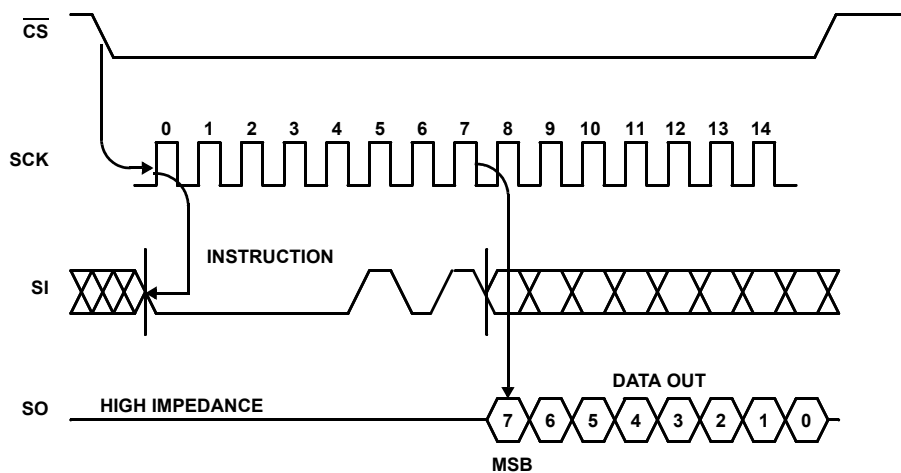 CS
0 1 2 3 4 5 6 7 8 9 10 11 12 13 14
SCK
INSTRUCTION
SI
DATA OUT
SO HIGH IMPEDANCE 7 6 5 4 3 2 1 0
MSB